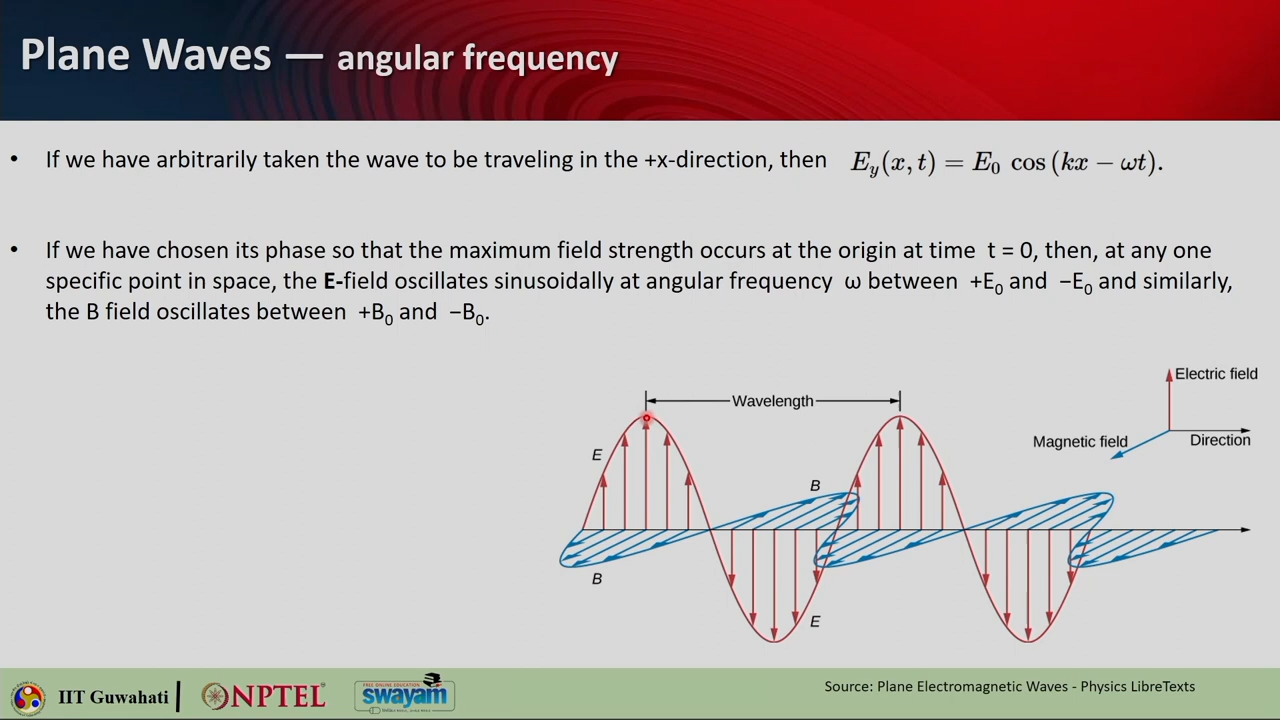 Plane Waves — angular frequency
• If we have arbitrarily taken the wave to be traveling in the +x-direction, then E_y(x, t) = E_0 cos (kx − ωt).
• If we have chosen its phase so that the maximum field strength occurs at the origin at time t = 0, then, at any one
specific point in space, the E-field oscillates sinusoidally at angular frequency ω between +E_0 and −E_0 and similarly,
the B field oscillates between +B_0 and −B_0.
Electric field
Wavelength
Magnetic field
Direction
E
B
B
E
IIT Guwahati
NPTEL
FREE ONLINE EDUCATION
swayam
Source: Plane Electromagnetic Waves - Physics LibreTexts